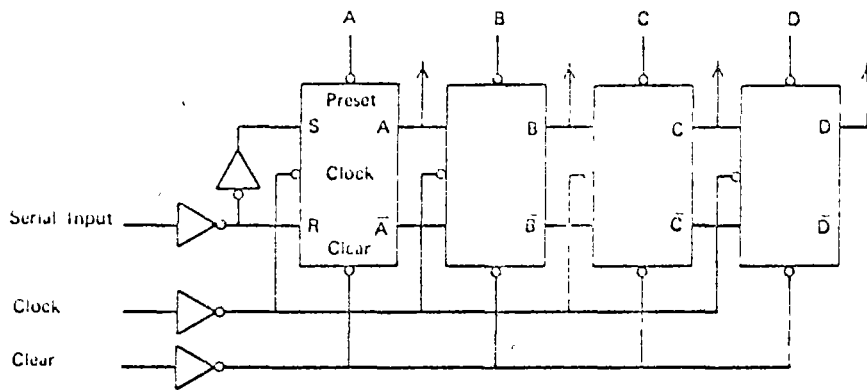 A B C D
Preset
S A B C D
Clock
Serial Input R Ā B̄ C̄ D̄
Clear
Clock
Clear